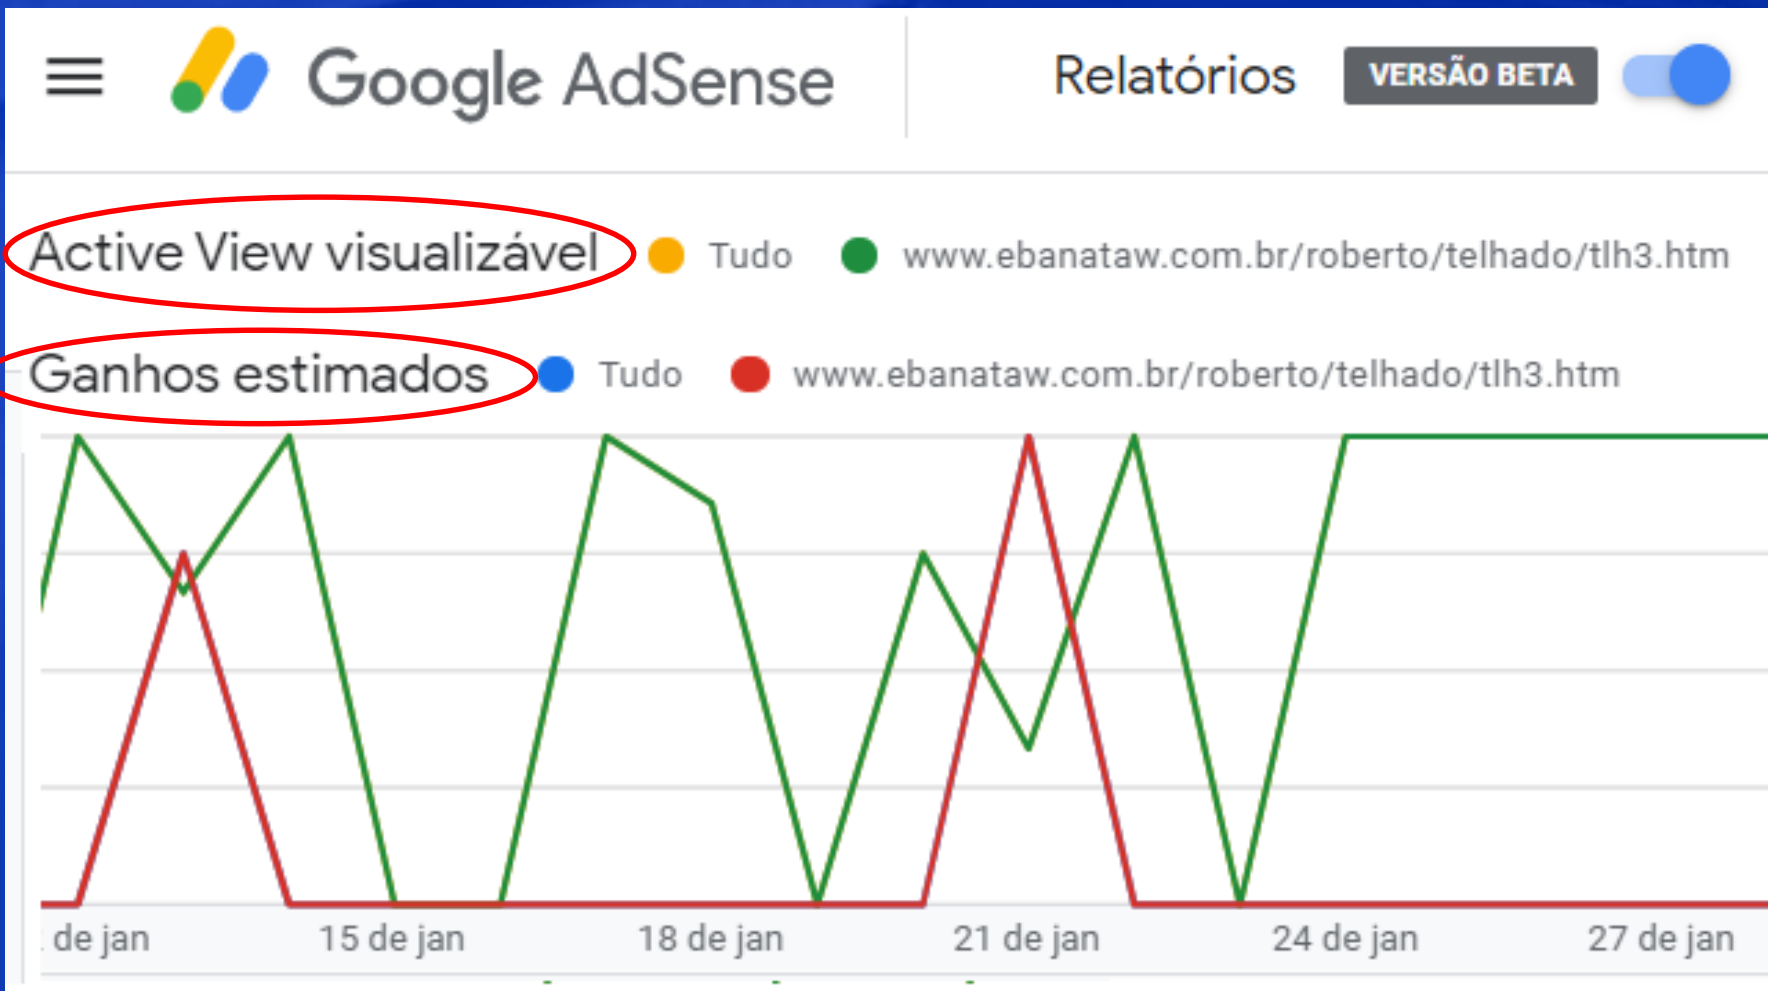 Google AdSense
Relatórios VERSÃO BETA
Active View visualizável Tudo www.ebanataw.com.br/roberto/telhado/tlh3.htm
Ganhos estimados Tudo www.ebanataw.com.br/roberto/telhado/tlh3.htm
de jan 15 de jan 18 de jan 21 de jan 24 de jan 27 de jan